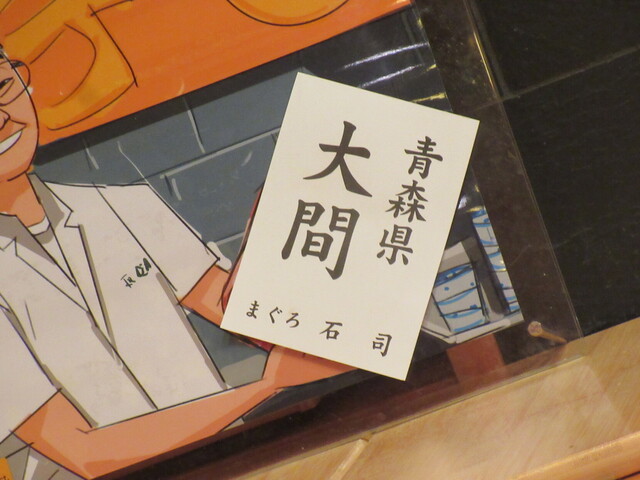 青森県
大間
まぐろ 石司